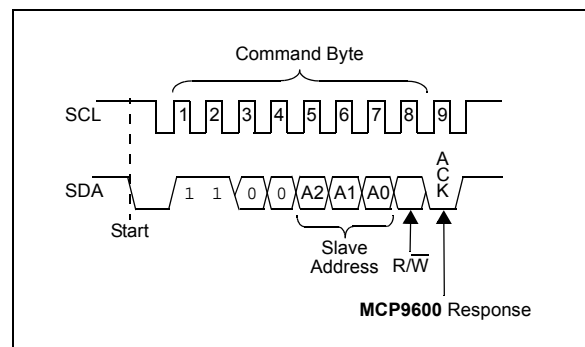 Command Byte
SCL 1 2 3 4 5 6 7 8 9
SDA 1 1 0 0 A2 A1 A0 ACK
Start
Slave
Address
R/W̅
MCP9600 Response